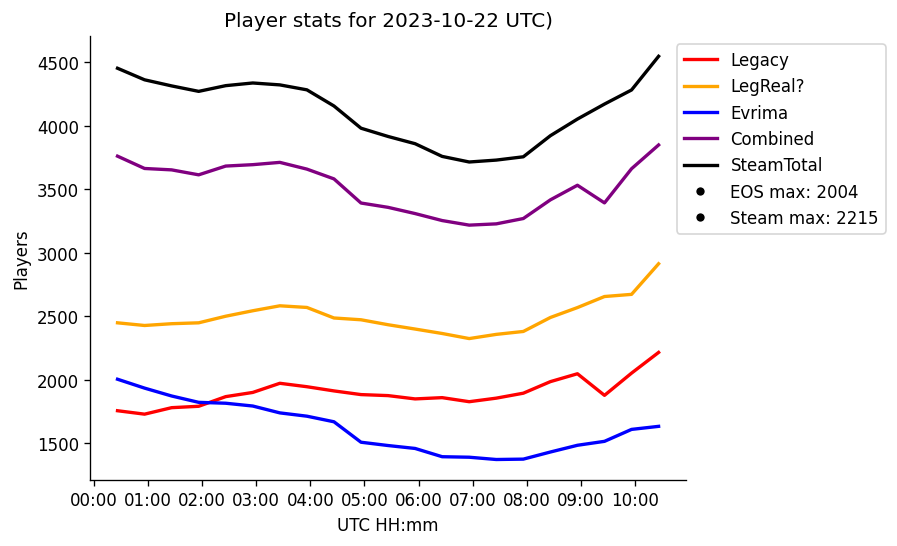 Player stats for 2023-10-22 UTC)
4500
4000
3500
3000
2500
2000
1500
Players
00:00 01:00 02:00 03:00 04:00 05:00 06:00 07:00 08:00 09:00 10:00
UTC HH:mm
Legacy
LegReal?
Evrima
Combined
SteamTotal
EOS max: 2004
Steam max: 2215